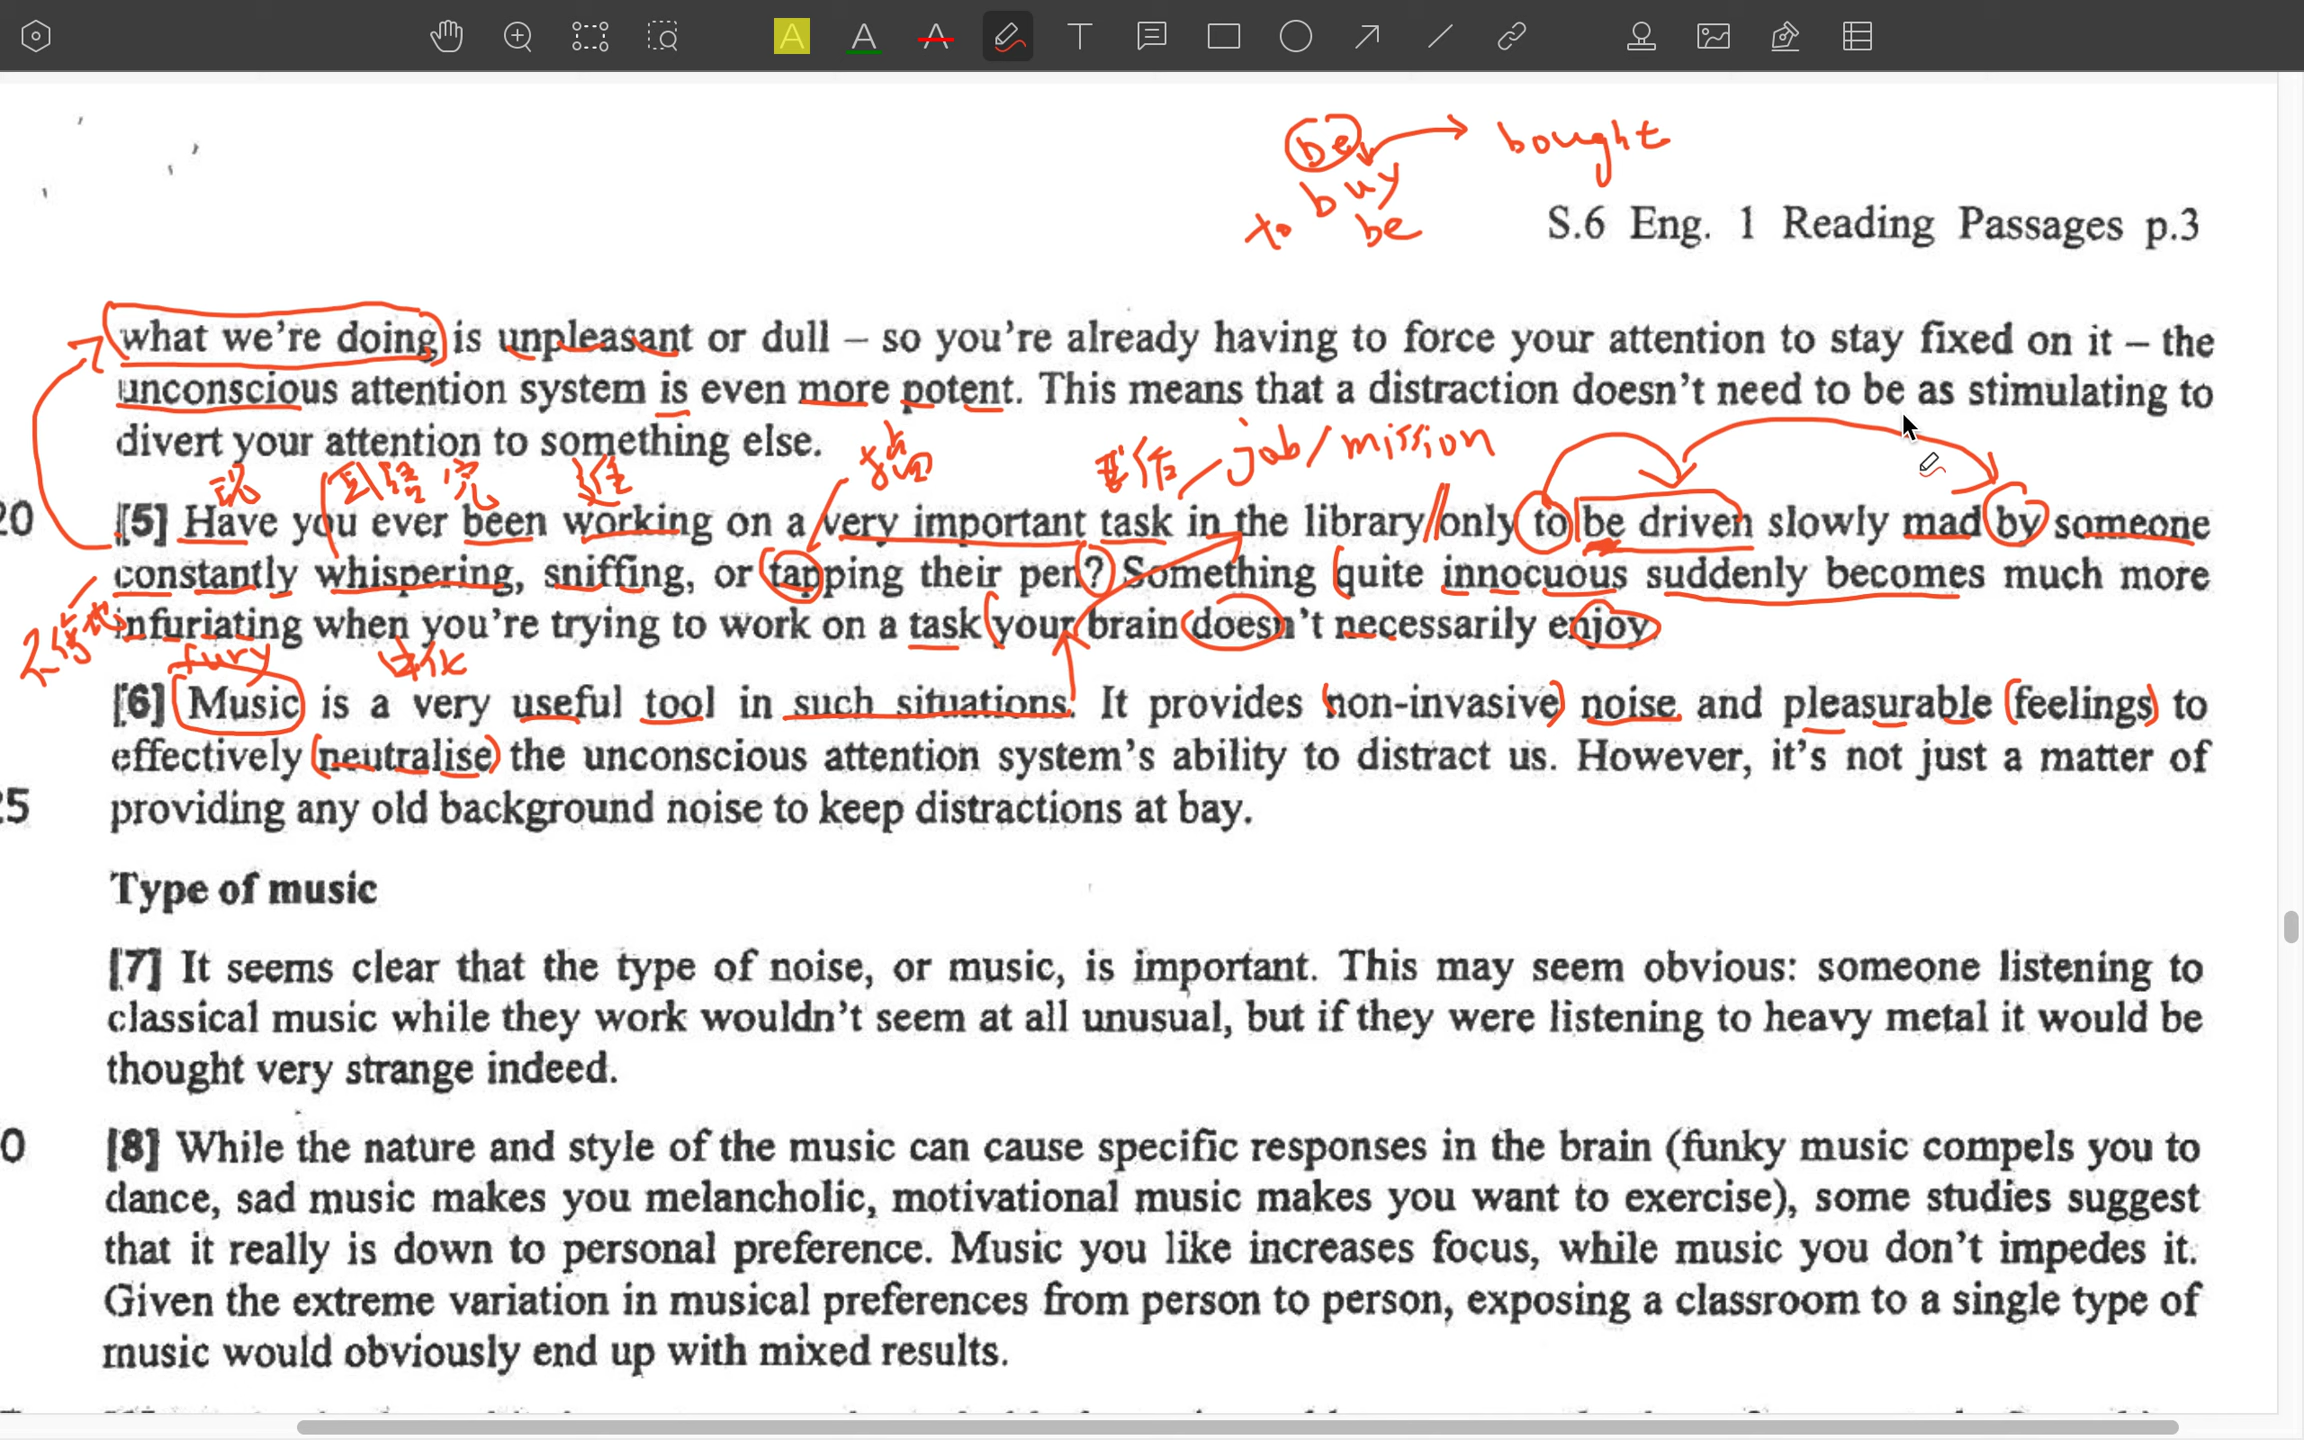 be bought
buy
to be
S.6 Eng. 1 Reading Passages p.3
what we're doing is unpleasant or dull – so you're already having to force your attention to stay fixed on it – the
unconscious attention system is even more potent. This means that a distraction doesn't need to be as stimulating to
divert your attention to something else.
job/mission
20 [5] Have you ever been working on a very important task in the library/only to be driven slowly mad by someone
constantly whispering, sniffing, or tapping their pen? Something quite innocuous suddenly becomes much more
infuriating when you're trying to work on a task your brain doesn't necessarily enjoy.
fury
[6] Music is a very useful tool in such situations. It provides non-invasive noise and pleasurable feelings to
effectively neutralise the unconscious attention system's ability to distract us. However, it's not just a matter of
25 providing any old background noise to keep distractions at bay.
Type of music
[7] It seems clear that the type of noise, or music, is important. This may seem obvious: someone listening to
classical music while they work wouldn't seem at all unusual, but if they were listening to heavy metal it would be
thought very strange indeed.
0 [8] While the nature and style of the music can cause specific responses in the brain (funky music compels you to
dance, sad music makes you melancholic, motivational music makes you want to exercise), some studies suggest
that it really is down to personal preference. Music you like increases focus, while music you don't impedes it.
Given the extreme variation in musical preferences from person to person, exposing a classroom to a single type of
music would obviously end up with mixed results.